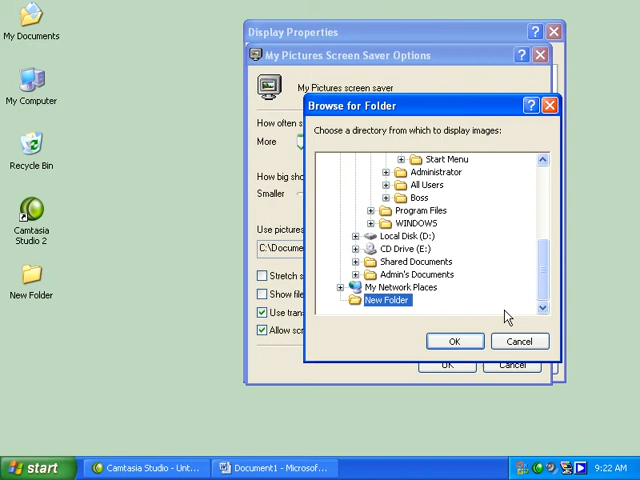 My Documents
My Computer
Recycle Bin
Camtasia
Studio 2
New Folder
Display Properties
My Pictures Screen Saver Options
My Pictures screen saver
How often s
More
How big sho
Smaller
Use pictures
C:\Docume
Stretch s
Show file
Use tran
Allow scr
OK
Cancel
Browse for Folder
Choose a directory from which to display images:
Start Menu
Administrator
All Users
Boss
Program Files
WINDOWS
Local Disk (D:)
CD Drive (E:)
Shared Documents
Admin's Documents
My Network Places
New Folder
OK
Cancel
start
Camtasia Studio - Unt...
Document1 - Microsof...
9:22 AM